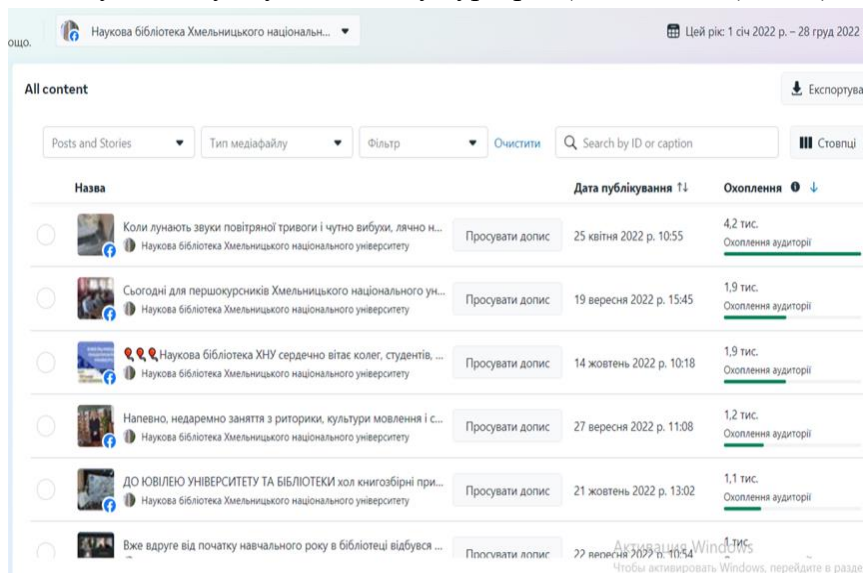 ощо.
Наукова бібліотека Хмельницького національн...
Цей рік: 1 січ 2022 р. – 28 груд 2022
All content
Експортува
Posts and Stories
Тип медіафайлу
Фільтр
Очистити
Search by ID or caption
Стовпці
Назва
Дата публікування
Охоплення
Коли лунають звуки повітряної тривоги і чутно вибухи, лячно н...
Наукова бібліотека Хмельницького національного університету
Просувати допис
25 квітня 2022 р. 10:55
4,2 тис.
Охоплення аудиторії
Сьогодні для першокурсників Хмельницького національного ун...
Наукова бібліотека Хмельницького національного університету
Просувати допис
19 вересня 2022 р. 15:45
1,9 тис.
Охоплення аудиторії
🎈🎈🎈Наукова бібліотека ХНУ сердечно вітає колег, студентів, ...
Наукова бібліотека Хмельницького національного університету
Просувати допис
14 жовтень 2022 р. 10:18
1,9 тис.
Охоплення аудиторії
Напевно, недаремно заняття з риторики, культури мовлення і с...
Наукова бібліотека Хмельницького національного університету
Просувати допис
27 вересня 2022 р. 11:08
1,2 тис.
Охоплення аудиторії
ДО ЮВІЛЕЮ УНІВЕРСИТЕТУ ТА БІБЛІОТЕКИ хол книгозбірні при...
Наукова бібліотека Хмельницького національного університету
Просувати допис
21 жовтень 2022 р. 13:02
1,1 тис.
Охоплення аудиторії
Вже вдруге від початку навчального року в бібліотеці відбувся ...
Просувати допис
22 вересня 2022 р. 10:54
1 тис.
Активация Windows
Чтобы активировать Windows, перейдите в разде